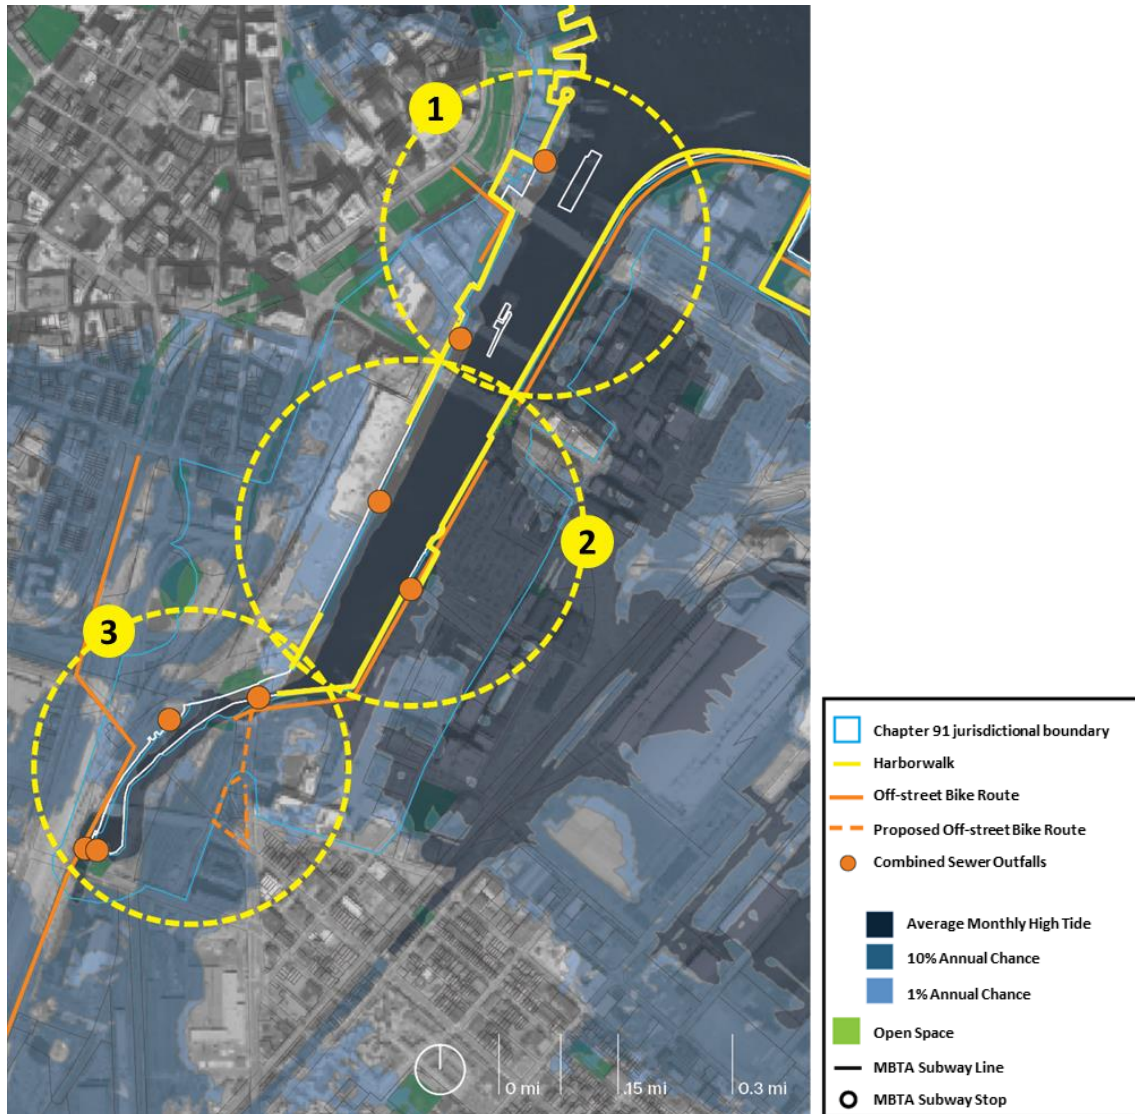 1
2
3
0 mi
.15 mi
0.3 mi
Chapter 91 jurisdictional boundary
Harborwalk
Off-street Bike Route
Proposed Off-street Bike Route
Combined Sewer Outfalls
Average Monthly High Tide
10% Annual Chance
1% Annual Chance
Open Space
MBTA Subway Line
MBTA Subway Stop